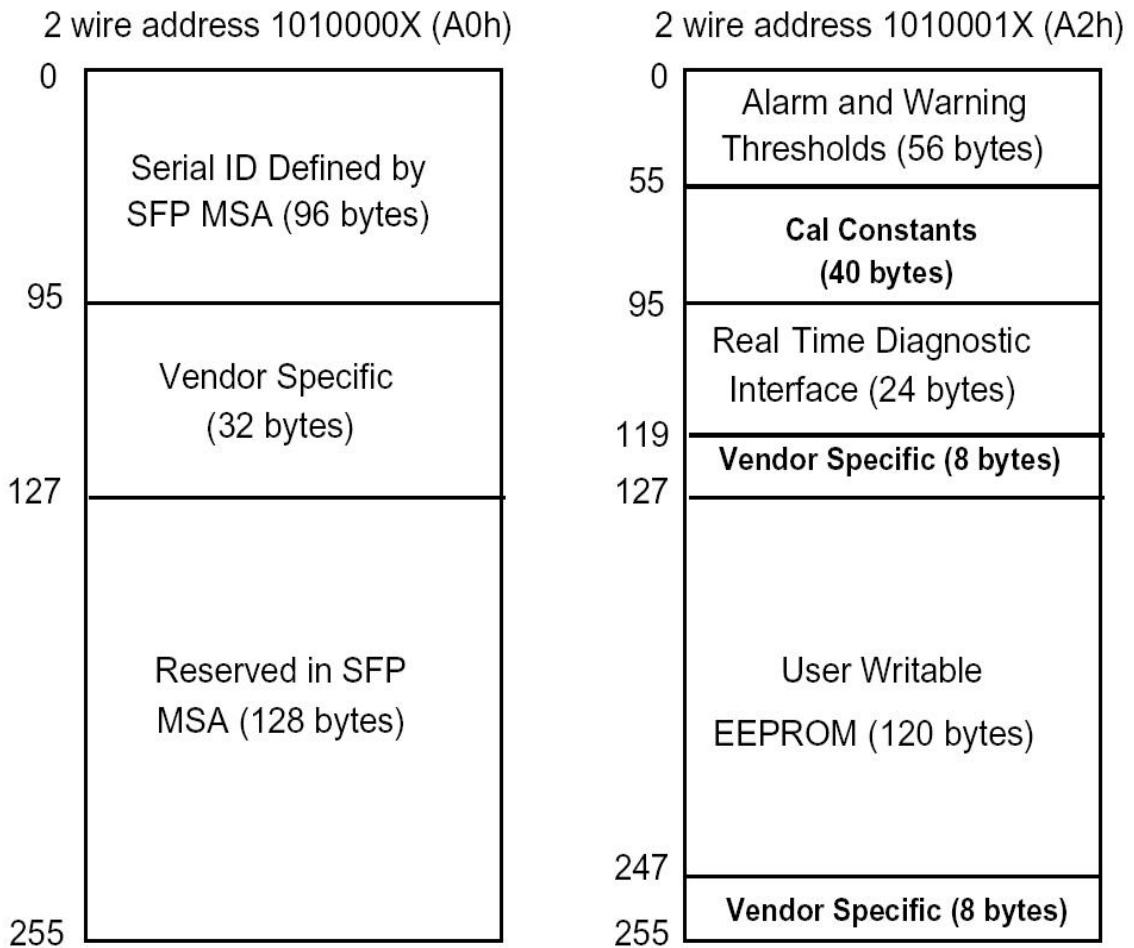 2 wire address 1010000X (A0h)
0
Serial ID Defined by
SFP MSA (96 bytes)
95
Vendor Specific
(32 bytes)
127
Reserved in SFP
MSA (128 bytes)
255
2 wire address 1010001X (A2h)
0
Alarm and Warning
Thresholds (56 bytes)
55
Cal Constants
(40 bytes)
95
Real Time Diagnostic
Interface (24 bytes)
119
Vendor Specific (8 bytes)
127
User Writable
EEPROM (120 bytes)
247
Vendor Specific (8 bytes)
255